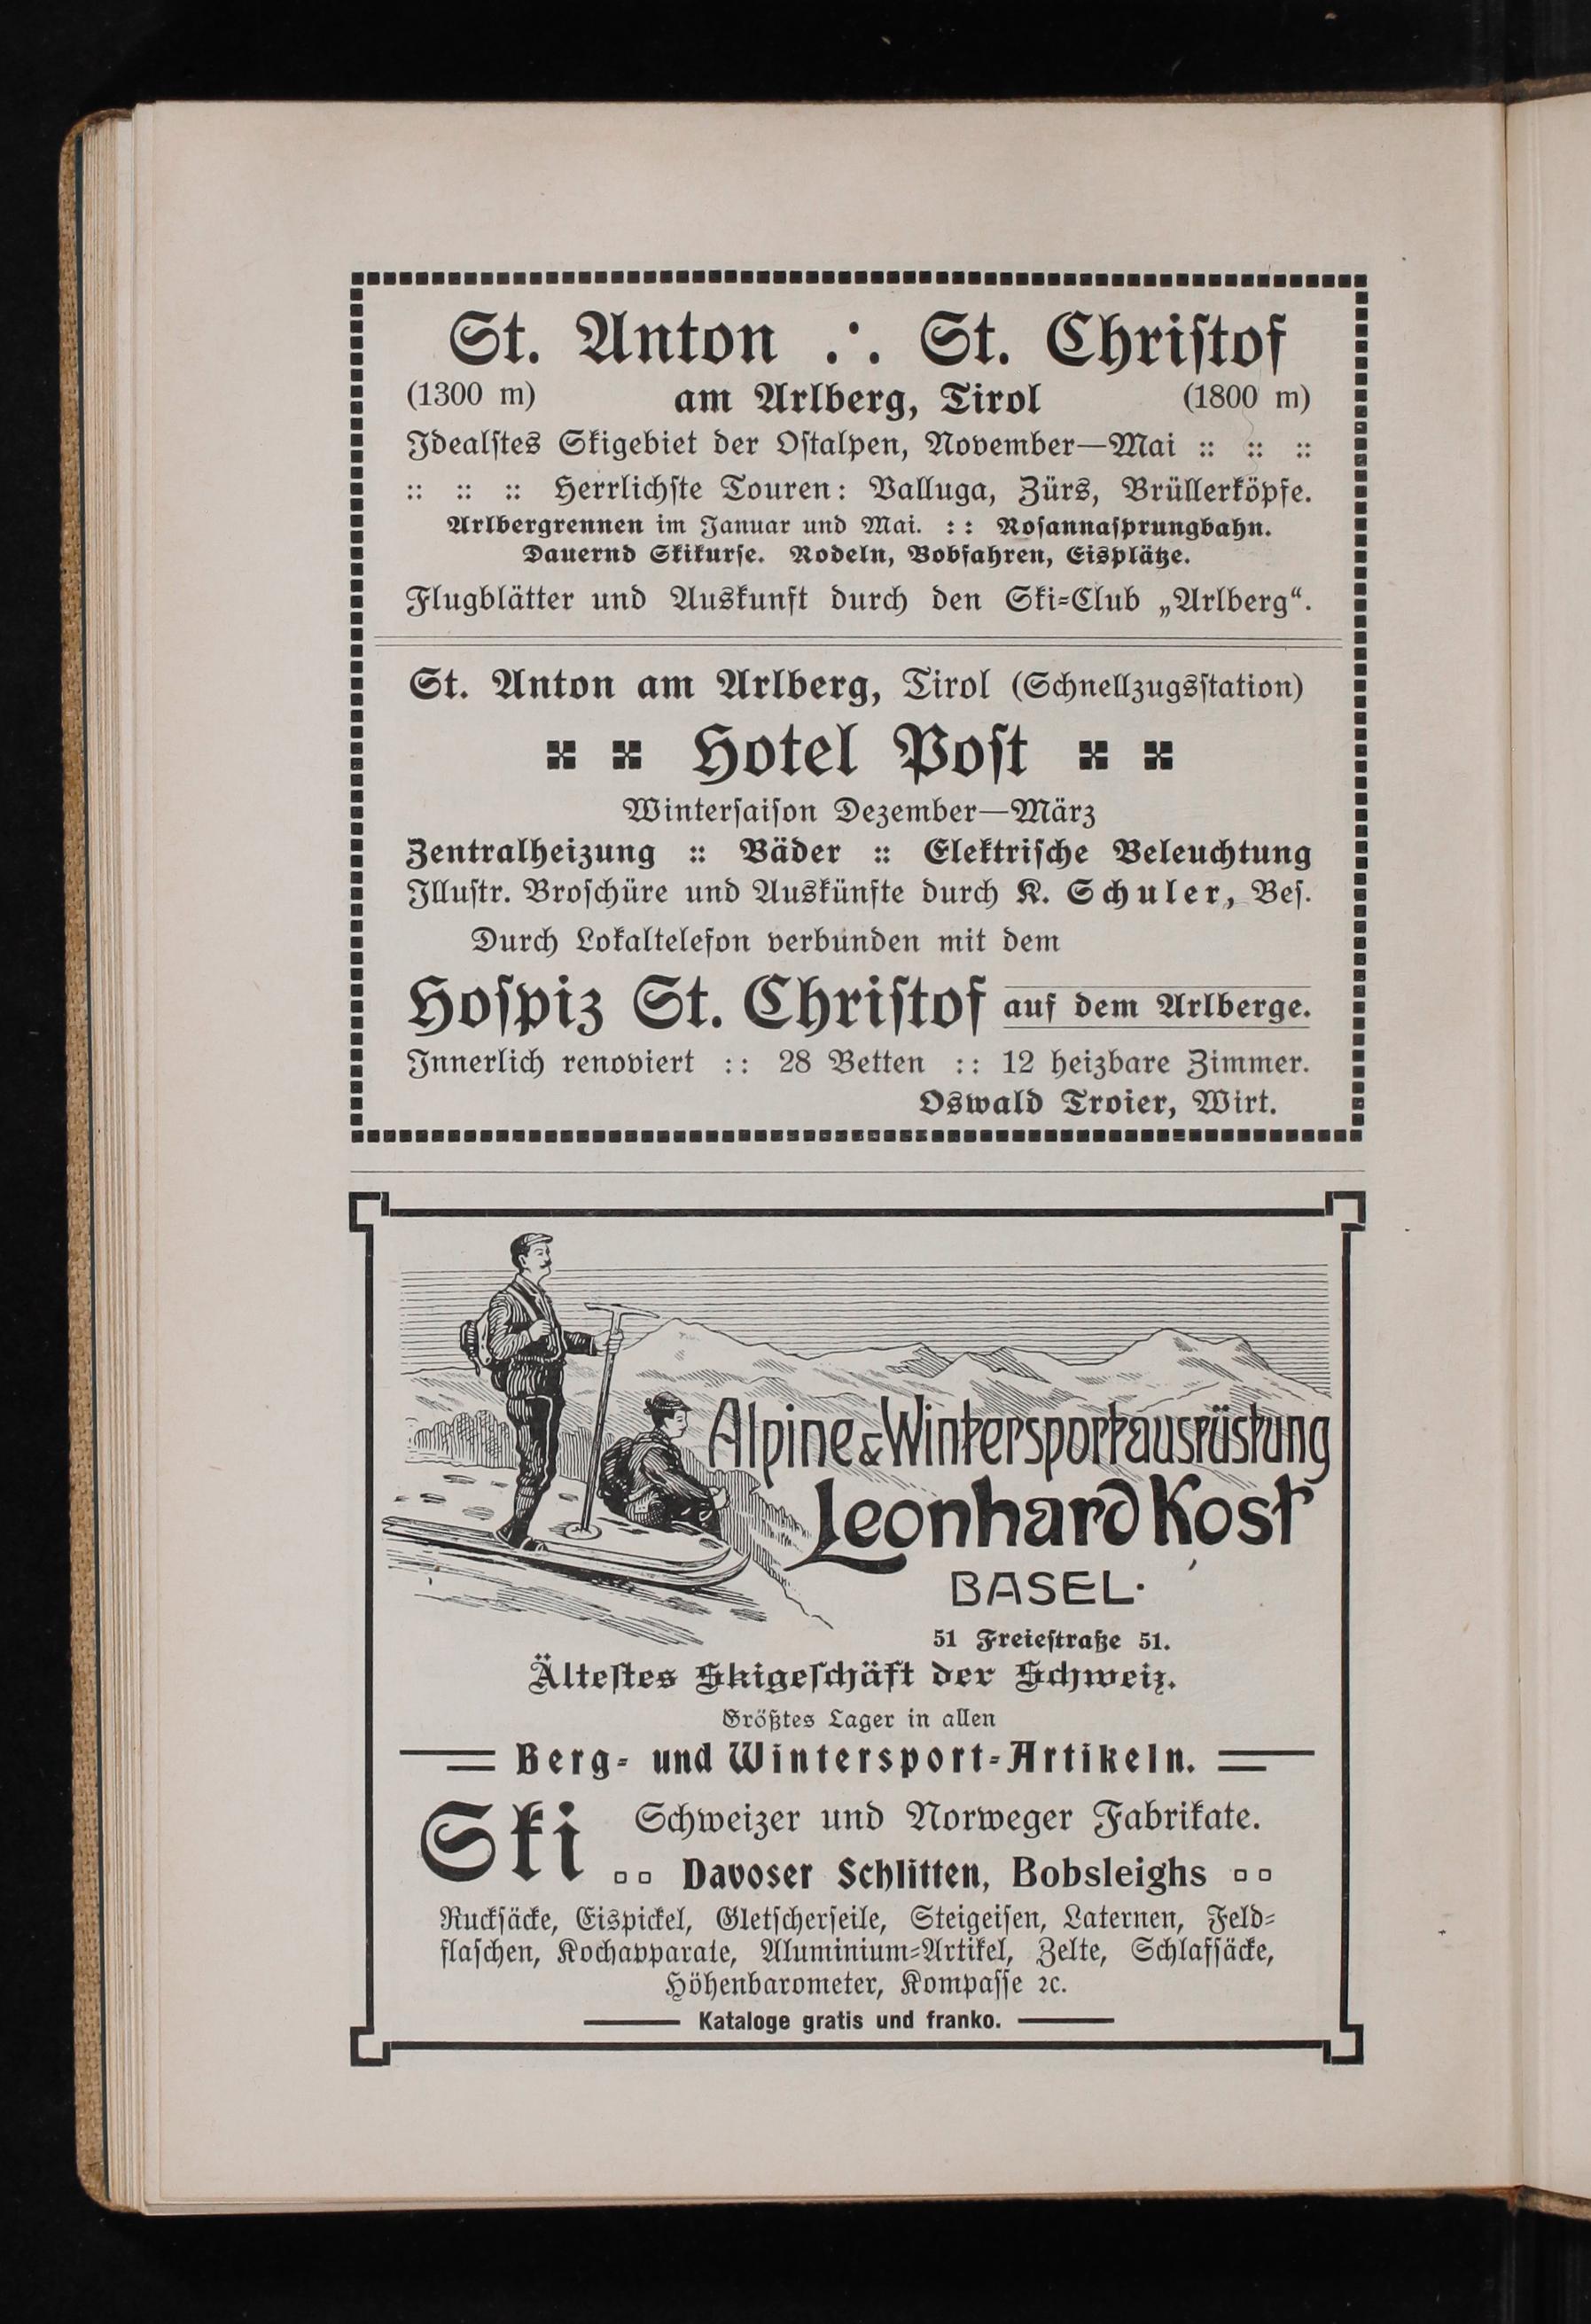 St. Anton ∴ St. Christof
(1300 m) am Arlberg, Tirol (1800 m)
Idealstes Skigebiet der Ostalpen, November—Mai :: :: ::
:: :: :: Herrlichste Touren: Valluga, Zürs, Brüllerköpfe.
Arlbergrennen im Januar und Mai. :: Rosannasprungbahn.
Dauernd Skikurse. Rodeln, Bobfahren, Eisplätze.
Flugblätter und Auskunft durch den Ski-Club „Arlberg“.
St. Anton am Arlberg, Tirol (Schnellzugsstation)
Hotel Post
Wintersaison Dezember—März
Zentralheizung :: Bäder :: Elektrische Beleuchtung
Illustr. Broschüre und Auskünfte durch K. Schuler, Bes.
Durch Lokaltelefon verbunden mit dem
Hospiz St. Christof auf dem Arlberge.
Innerlich renoviert :: 28 Betten :: 12 heizbare Zimmer.
Oswald Troier, Wirt.
Alpine & Wintersportausrüstung
Leonhard Kost
BASEL.
51 Freiestraße 51.
Ältestes Skigeschäft der Schweiz.
Größtes Lager in allen
Berg- und Wintersport-Artikeln.
Ski Schweizer und Norweger Fabrikate.
Davoser Schlitten, Bobsleighs
Rucksäcke, Eispickel, Gletscherseile, Steigeisen, Laternen, Feld-
flaschen, Kochapparate, Aluminium-Artikel, Zelte, Schlafsäcke,
Höhenbarometer, Kompasse ꝛc.
Kataloge gratis und franko.